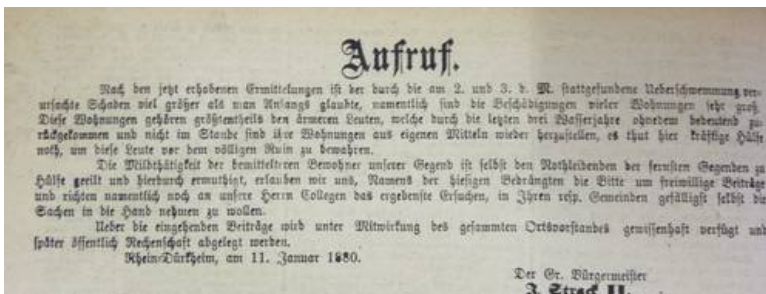 Aufruf.
Nach den jetzt erhobenen Ermittelungen ist der durch die am 2. und 3. d. M. stattgefundene Ueberschwemmung ver-
ursachte Schaden viel größer als man Anfangs glaubte, namentlich sind die Beschädigungen vieler Wohnungen sehr groß.
Diese Wohnungen gehören größtentheils den ärmeren Leuten, welche durch die letzten drei Wasserjahre ohnedem bedeutend zu-
rückgekommen und nicht im Stande sind ihre Wohnungen aus eigenen Mitteln wieder herzustellen, es thut hier kräftige Hülfe
noth, um diese Leute vor dem völligen Ruin zu bewahren.
Die Mildthätigkeit der bemittelteren Bewohner unserer Gegend ist selbst den Nothleidenden der fernsten Gegenden zu
Hülfe geeilt und hierdurch ermuthigt, erlauben wir uns, Namens der hiesigen Bedrängten die Bitte um freiwillige Beiträge
und richten namentlich noch an unsere Herrn Collegen das ergebenste Ersuchen, in Ihren resp. Gemeinden gefälligst selbst die
Sachen in die Hand nehmen zu wollen.
Ueber die eingehenden Beiträge wird unter Mitwirkung des gesammten Ortsvorstandes gewissenhaft verfügt und
später öffentlich Rechenschaft abgelegt werden.
Rhein-Dürkheim, am 11. Januar 1880.
Der Gr. Bürgermeister
J. Streck II.